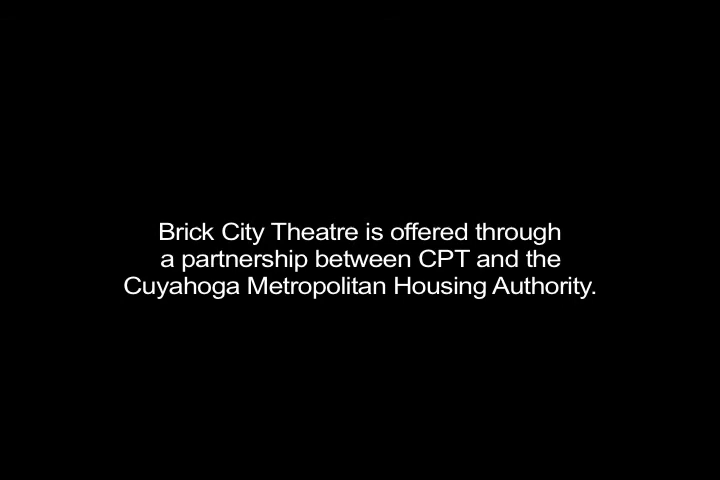 Brick City Theatre is offered through
a partnership between CPT and the
Cuyahoga Metropolitan Housing Authority.